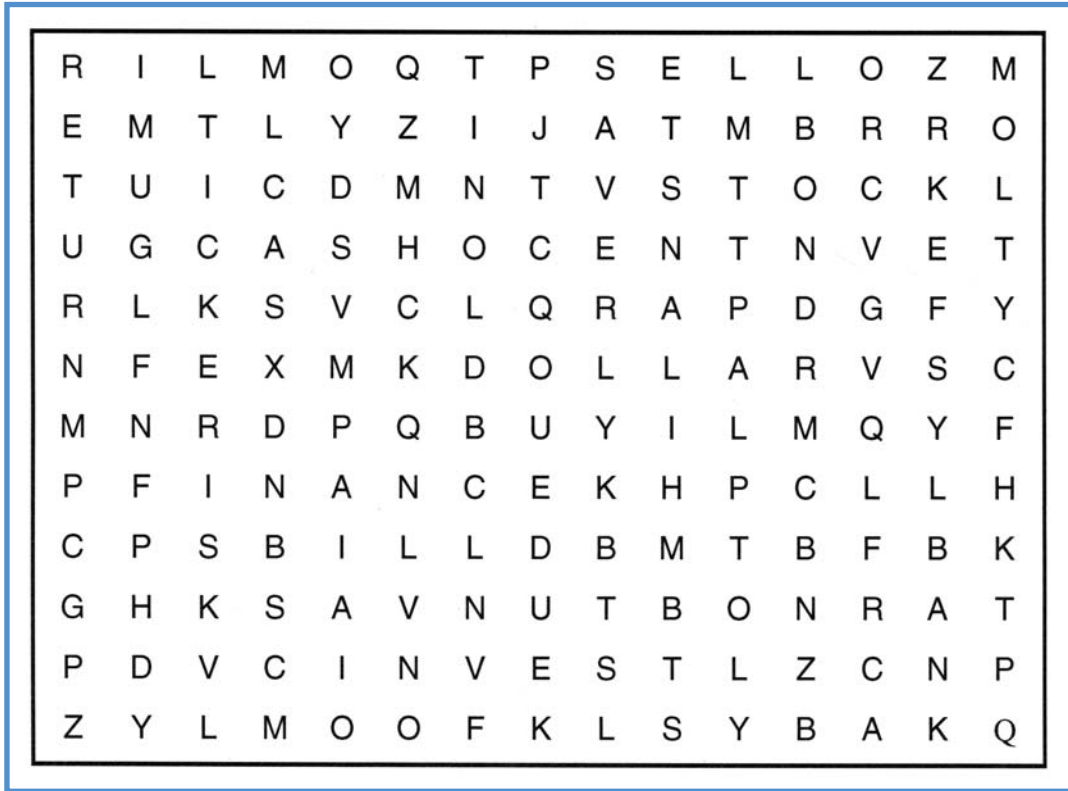 R I L M O Q T P S E L L O Z M
E M T L Y Z I J A T M B R R O
T U I C D M N T V S T O C K L
U G C A S H O C E N T N V E T
R L K S V C L Q R A P D G F Y
N F E X M K D O L L A R V S C
M N R D P Q B U Y I L M Q Y F
P F I N A N C E K H P C L L H
C P S B I L L D B M T B F B K
G H K S A V N U T B O N R A T
P D V C I N V E S T L Z C N P
Z Y L M O O F K L S Y B A K Q